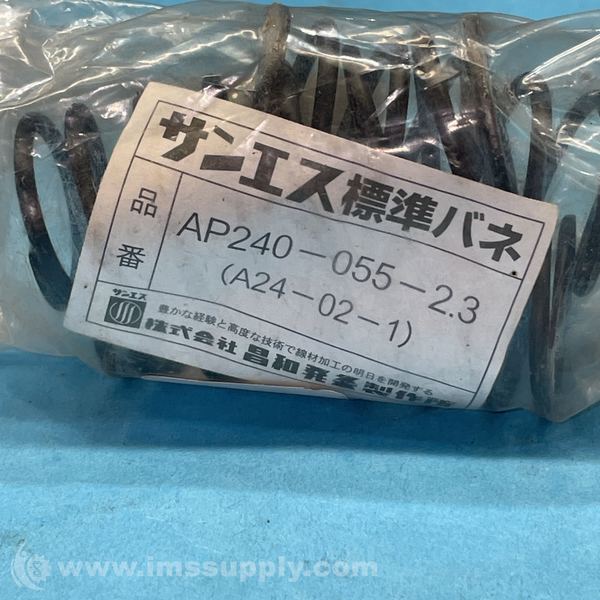 サンエス標準バネ
品番
AP240-055-2.3
(A24-02-1)
サンエス
豊かな経験と高度な技術で線材加工の明日を開発する
株式会社 昌和発条製作所
www.imssupply.com